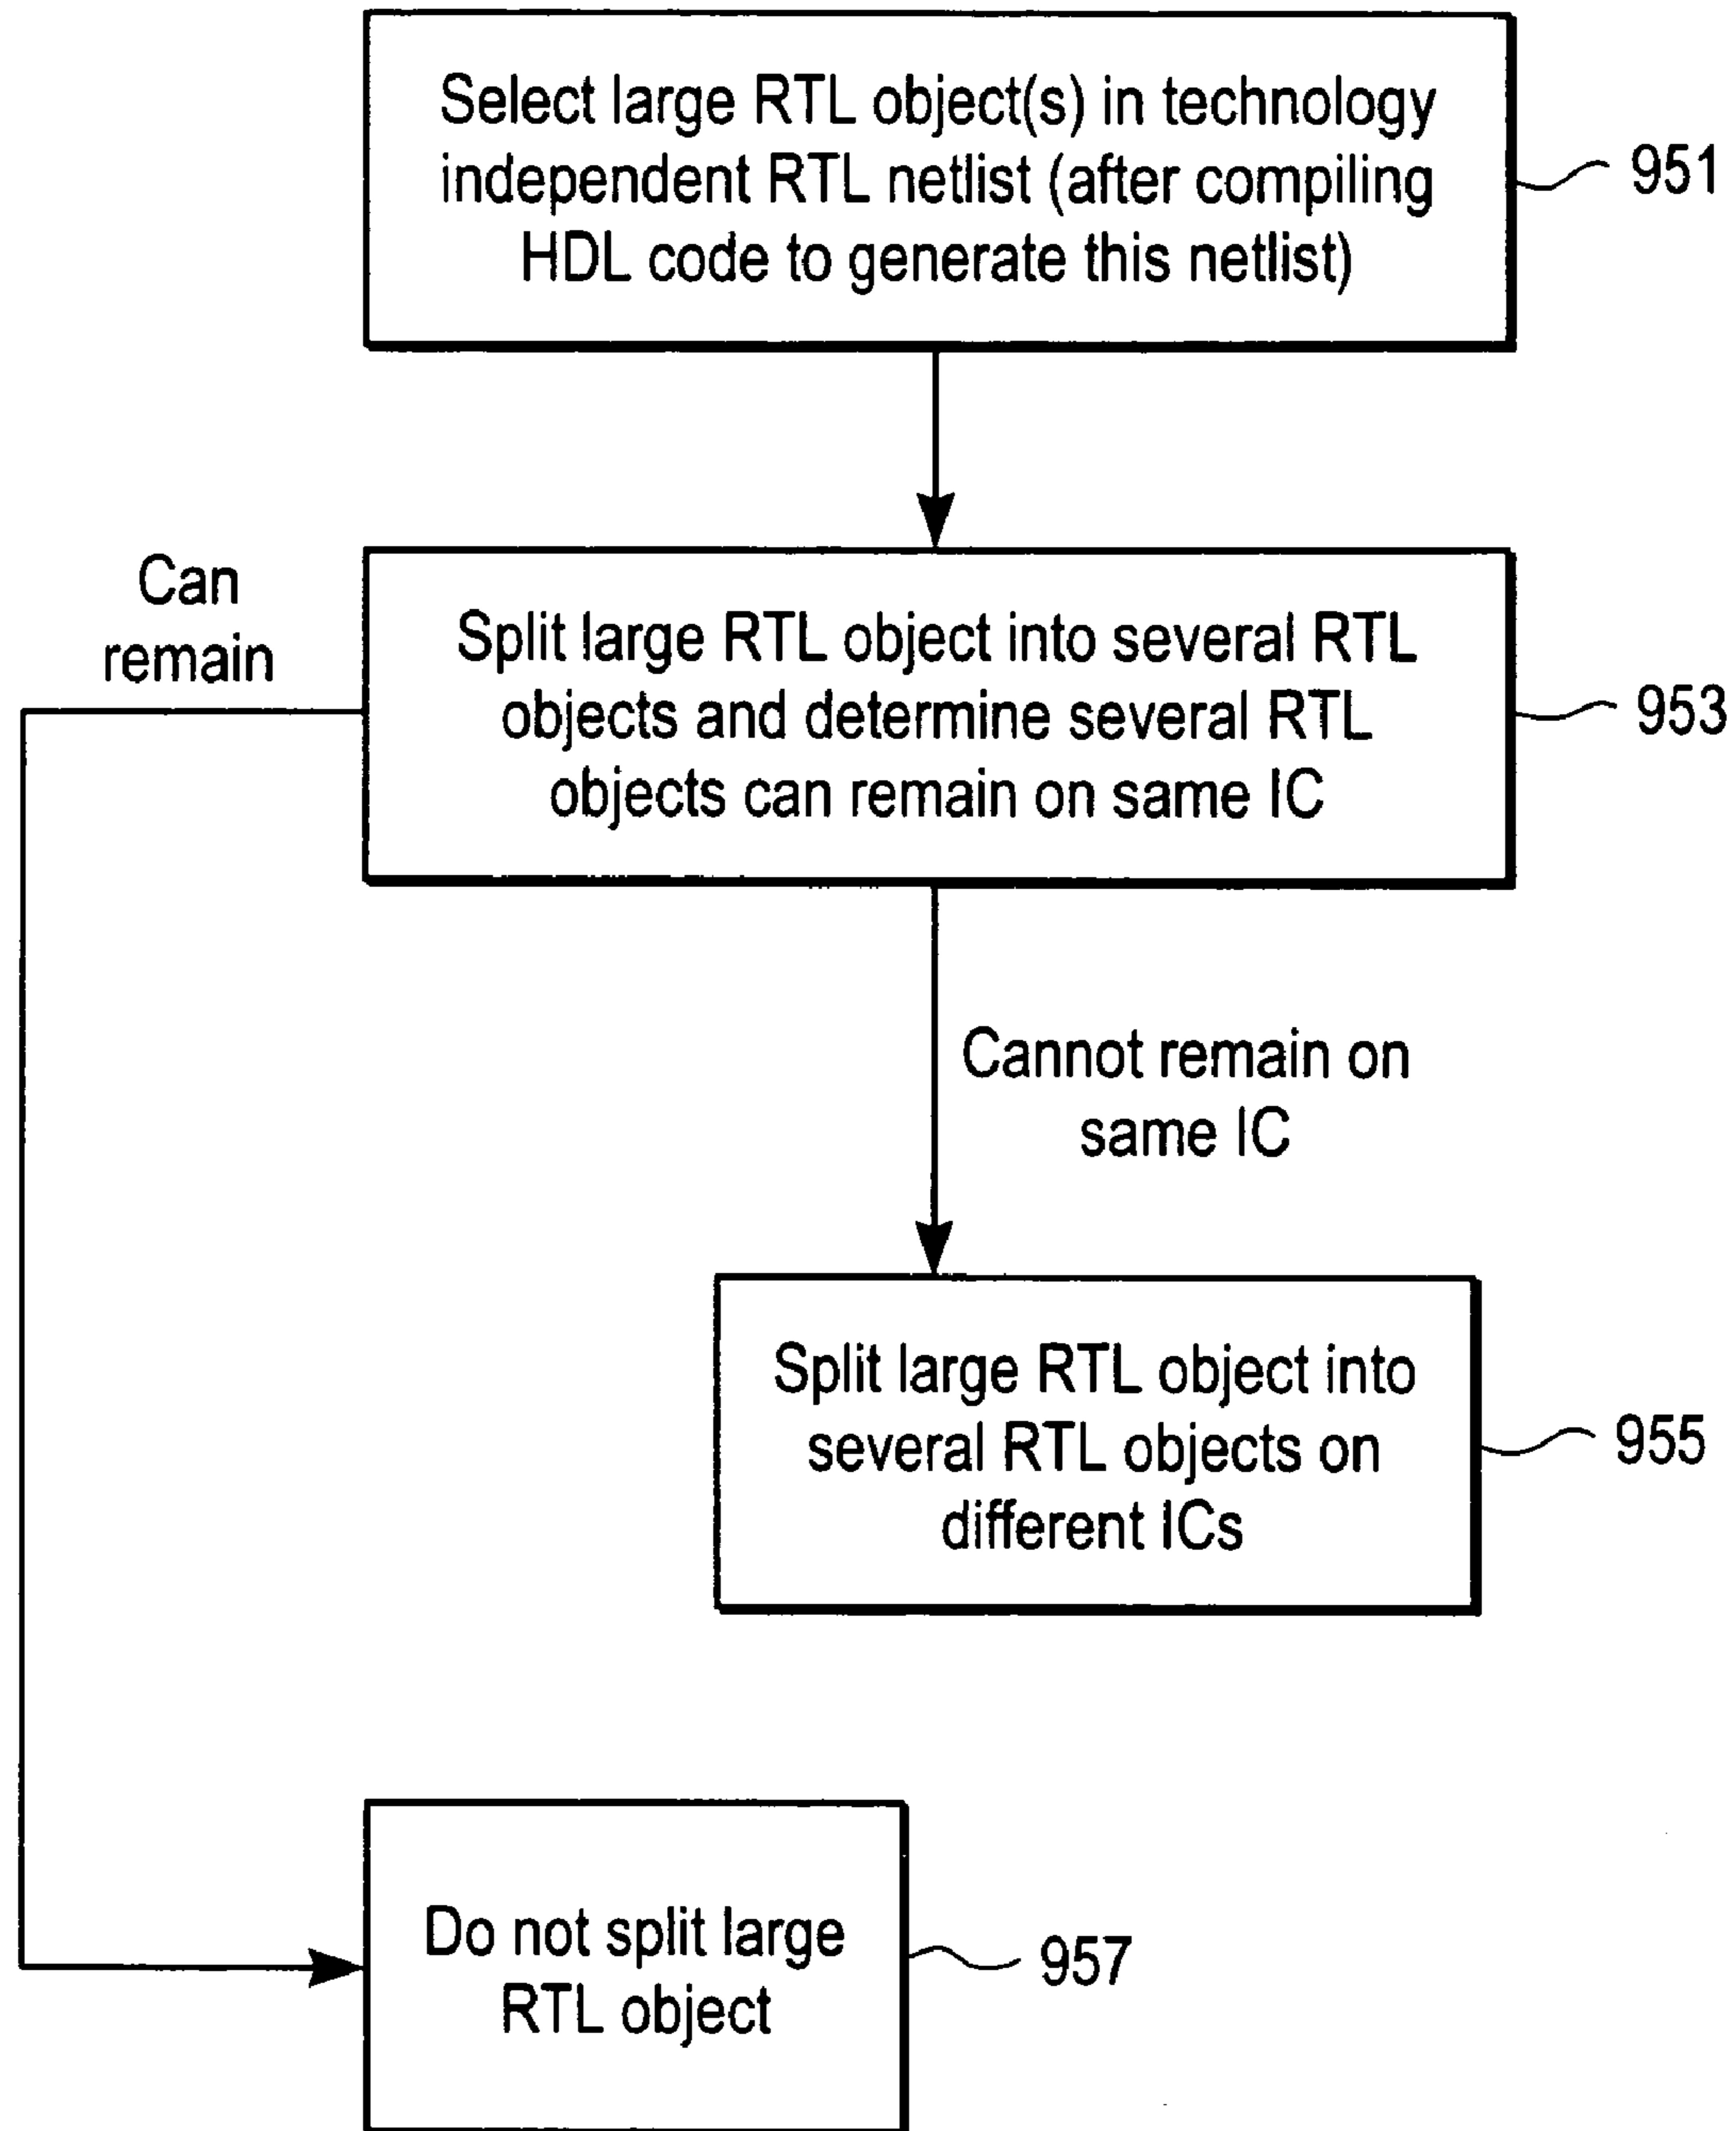 Select large RTL object(s) in technology
independent RTL netlist (after compiling
HDL code to generate this netlist)
951
Can
remain
Split large RTL object into several RTL
objects and determine several RTL
objects can remain on same IC
953
Cannot remain on
same IC
Split large RTL object into
several RTL objects on
different ICs
955
Do not split large
RTL object
957